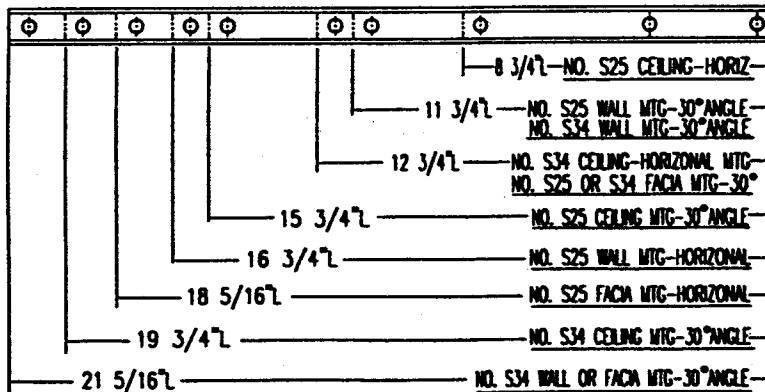 8 3/4"L NO. S25 CEILING-HORIZ
11 3/4"L NO. S25 WALL MTG-30°ANGLE
NO. S34 WALL MTG-30°ANGLE
12 3/4"L NO. S34 CEILING-HORIZONAL MTG
NO. S25 OR S34 FACIA MTG-30°
15 3/4"L NO. S25 CEILING MTG-30°ANGLE
16 3/4"L NO. S25 WALL MTG-HORIZONAL
18 5/16"L NO. S25 FACIA MTG-HORIZONAL
19 3/4"L NO. S34 CEILING MTG-30°ANGLE
21 5/16"L NO. S34 WALL OR FACIA MTG-30°ANGLE